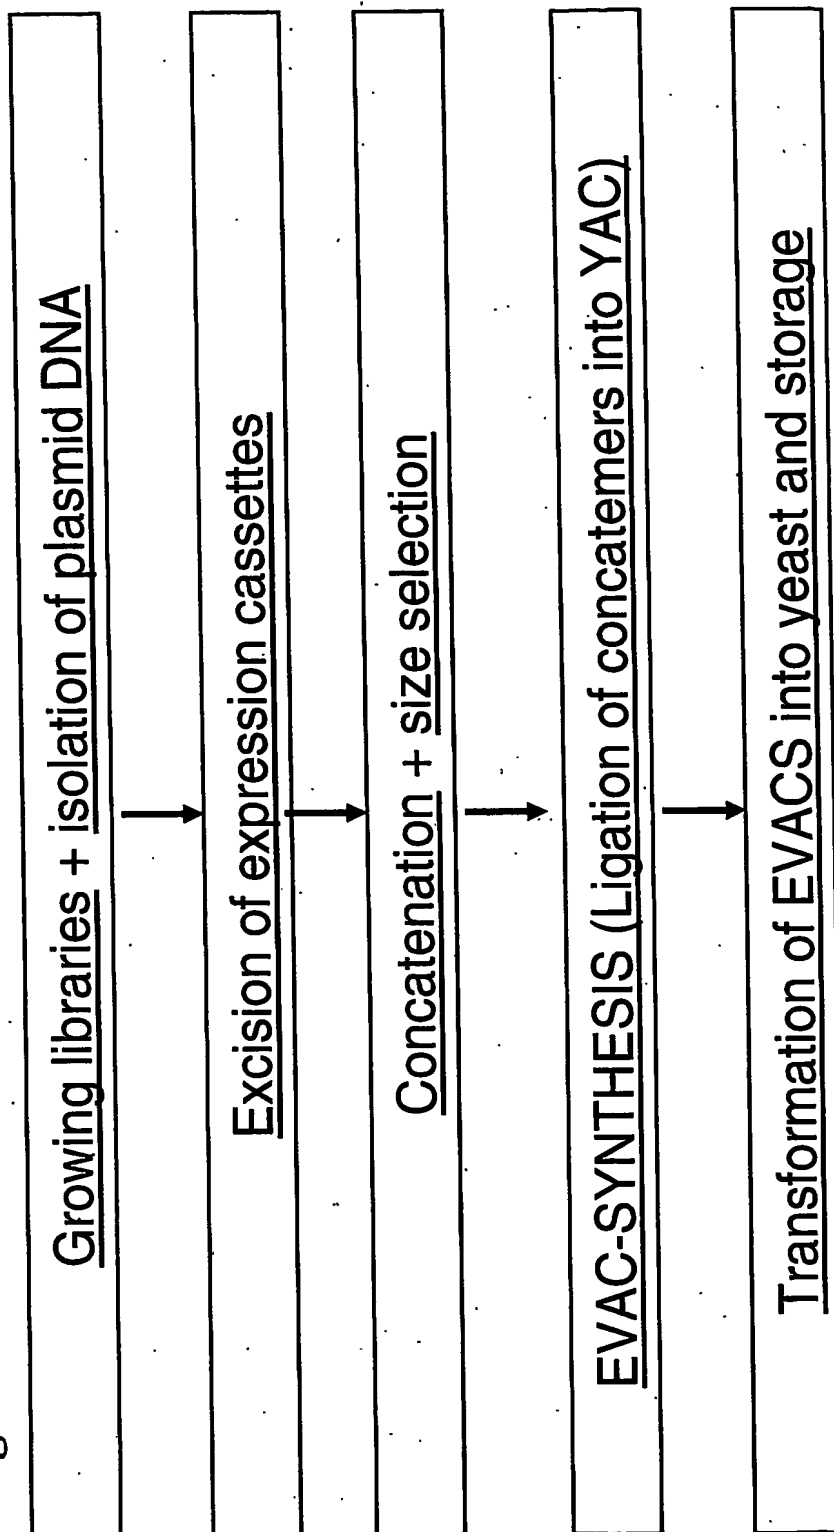 Growing libraries + isolation of plasmid DNA
Excision of expression cassettes
Concatenation + size selection
EVAC-SYNTHESIS (Ligation of concatemers into YAC)
Transformation of EVACS into yeast and storage